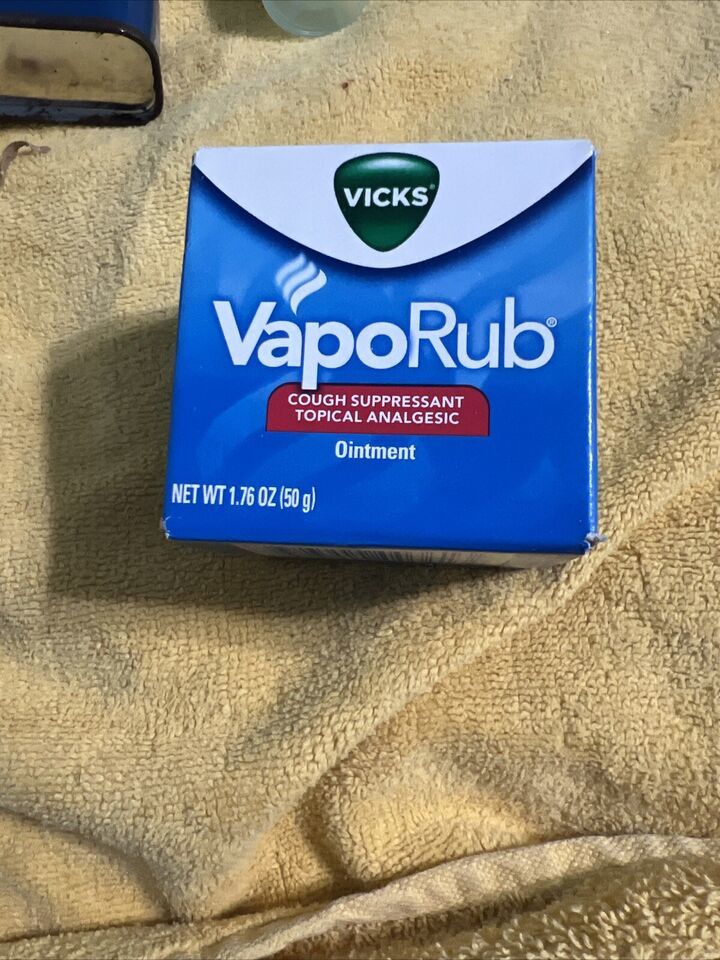 VICKS®
VapoRub®
COUGH SUPPRESSANT
TOPICAL ANALGESIC
Ointment
NET WT 1.76 OZ (50 g)